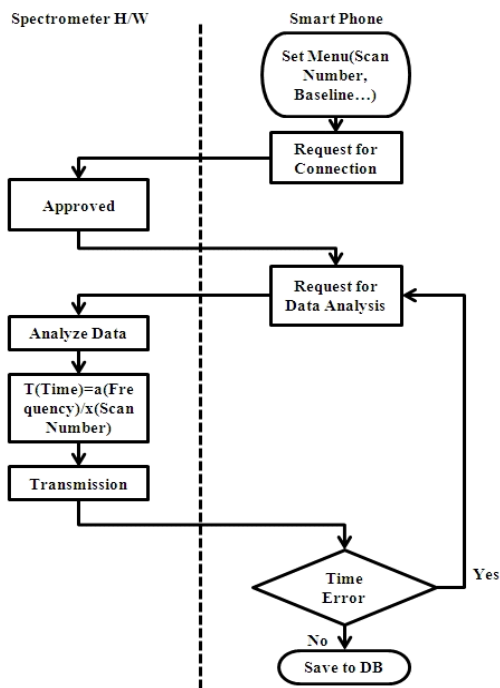 Spectrometer H/W
Smart Phone
Set Menu(Scan
Number,
Baseline...)
Request for
Connection
Approved
Request for
Data Analysis
Analyze Data
T(Time)=a(Fre
quency)/x(Scan
Number)
Transmission
Time
Error
Yes
No
Save to DB